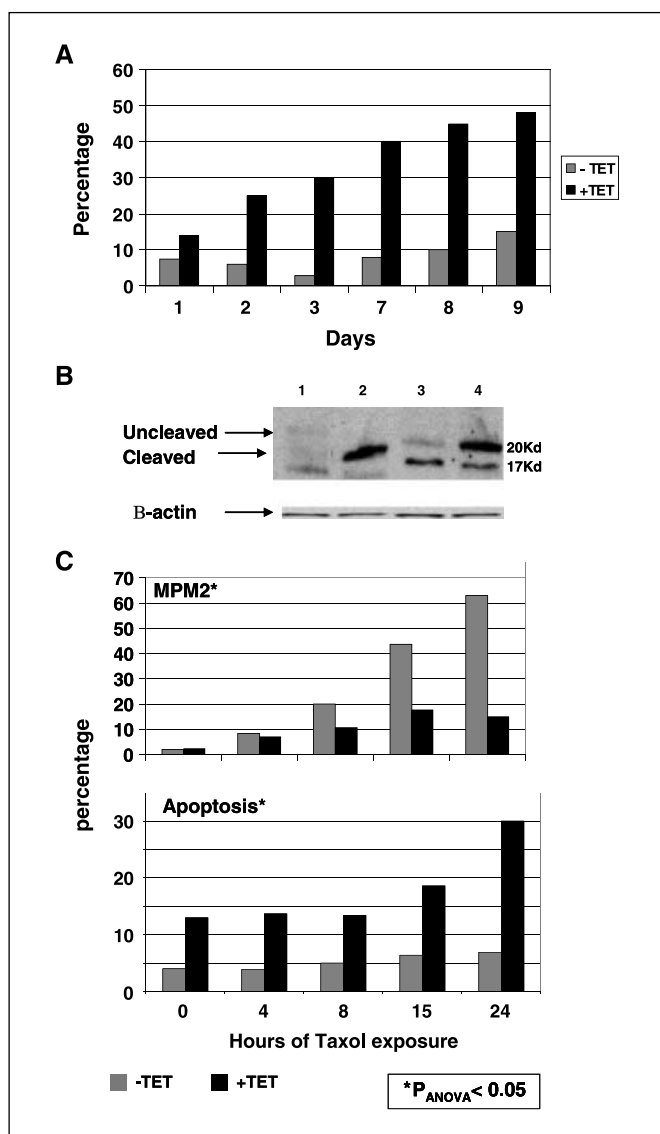 A
60
50
40
30
20
10
0
Percentage
1 2 3 7 8 9
Days
- TET
+TET
B
1 2 3 4
Uncleaved
Cleaved
20Kd
17Kd
B-actin
C
MPM2*
70
60
50
40
30
20
10
0
percentage
Apoptosis*
30
20
10
0
0 4 8 15 24
Hours of Taxol exposure
-TET +TET
*PANOVA< 0.05